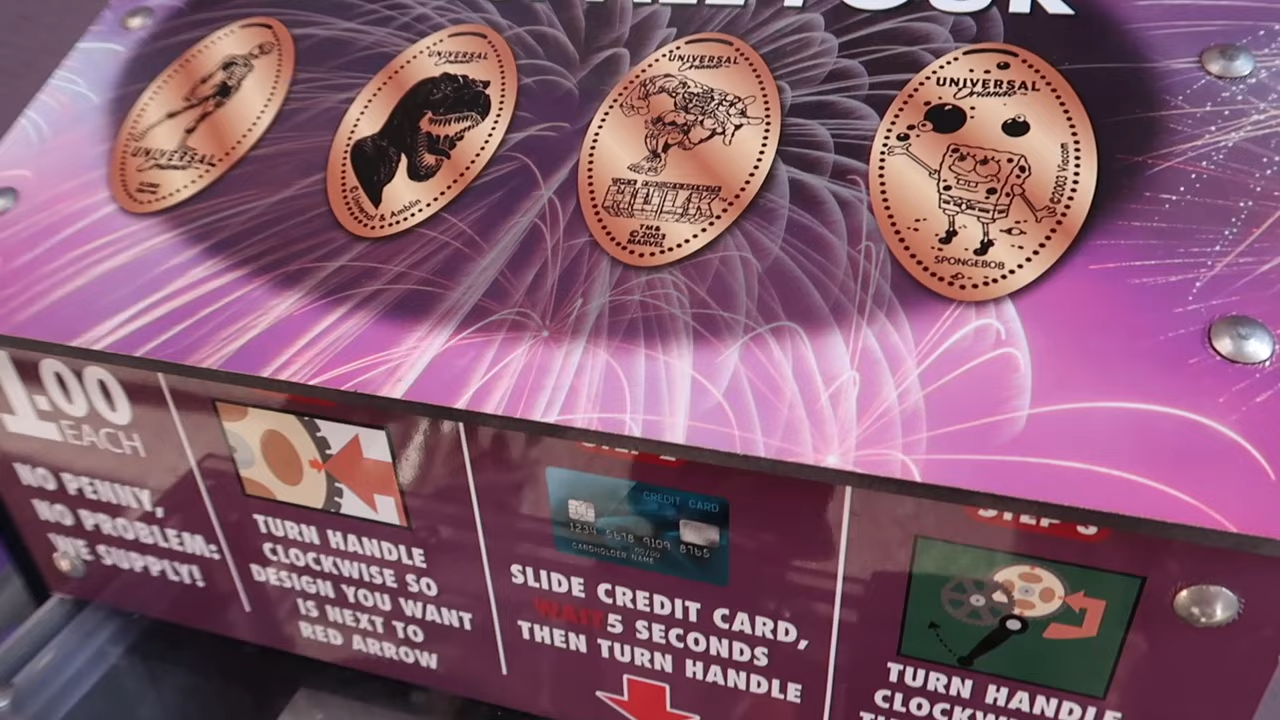 UNIVERSAL
UNIVERSAL
Orlando
© Universal & Amblin
UNIVERSAL
Orlando
THE INCREDIBLE
HULK™
TM&
©2003
MARVEL
UNIVERSAL
Orlando
©2003 Viacom
SPONGEBOB
1.00
EACH
NO PENNY,
NO PROBLEM:
WE SUPPLY!
TURN HANDLE
CLOCKWISE SO
DESIGN YOU WANT
IS NEXT TO
RED ARROW
STEP 2
CREDIT CARD
1234 5678 9109 8765
00/00
CARDHOLDER NAME
SLIDE CREDIT CARD,
WAIT 5 SECONDS
THEN TURN HANDLE
STEP 3
TURN HANDLE